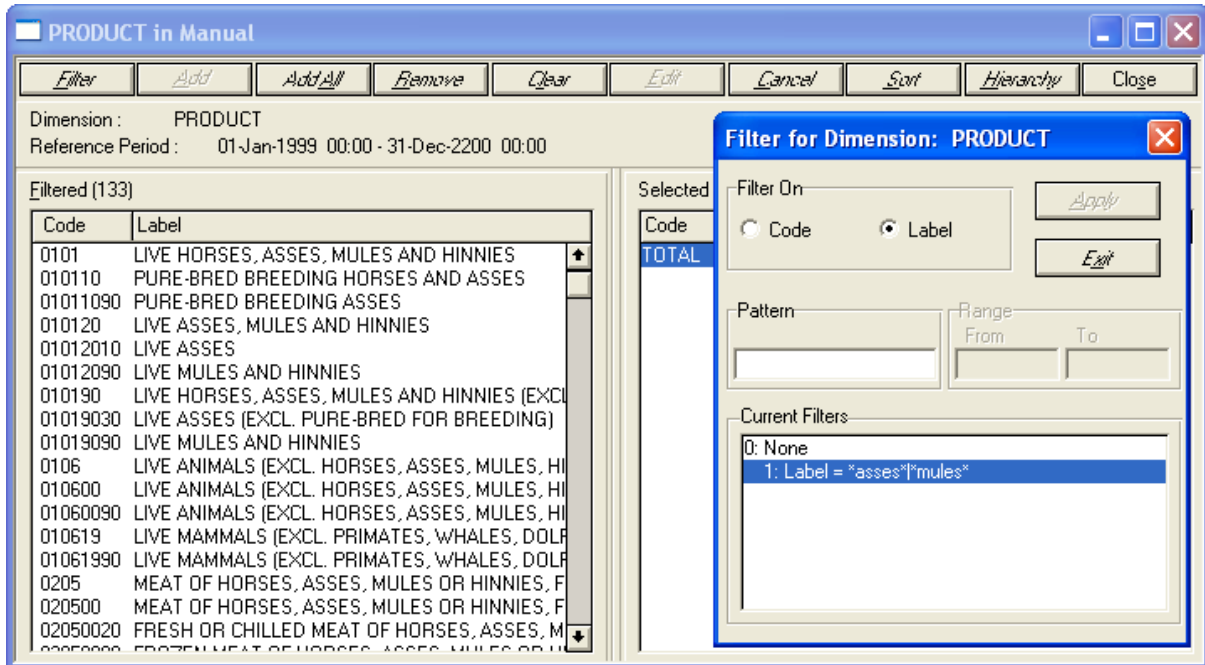 PRODUCT in Manual
Filter Add Add All Remove Clear Edit Cancel Sort Hierarchy Close
Dimension : PRODUCT
Reference Period : 01-Jan-1999 00:00 - 31-Dec-2200 00:00
Filtered (133)
Code Label
0101 LIVE HORSES, ASSES, MULES AND HINNIES
010110 PURE-BRED BREEDING HORSES AND ASSES
01011090 PURE-BRED BREEDING ASSES
010120 LIVE ASSES, MULES AND HINNIES
01012010 LIVE ASSES
01012090 LIVE MULES AND HINNIES
010190 LIVE HORSES, ASSES, MULES AND HINNIES (EXCL
01019030 LIVE ASSES (EXCL. PURE-BRED FOR BREEDING)
01019090 LIVE MULES AND HINNIES
0106 LIVE ANIMALS (EXCL. HORSES, ASSES, MULES, HI
010600 LIVE ANIMALS (EXCL. HORSES, ASSES, MULES, HI
01060090 LIVE ANIMALS (EXCL. HORSES, ASSES, MULES, HI
010619 LIVE MAMMALS (EXCL. PRIMATES, WHALES, DOLF
01061990 LIVE MAMMALS (EXCL. PRIMATES, WHALES, DOLF
0205 MEAT OF HORSES, ASSES, MULES OR HINNIES, F
020500 MEAT OF HORSES, ASSES, MULES OR HINNIES, F
02050020 FRESH OR CHILLED MEAT OF HORSES, ASSES, M
FROZEN MEAT OF HORSES, ASSES, MULES OR
Selected
Code
TOTAL
Filter for Dimension: PRODUCT
Filter On
Code Label
Apply
Exit
Pattern
Range
From To
Current Filters
0: None
1: Label = *asses*|*mules*